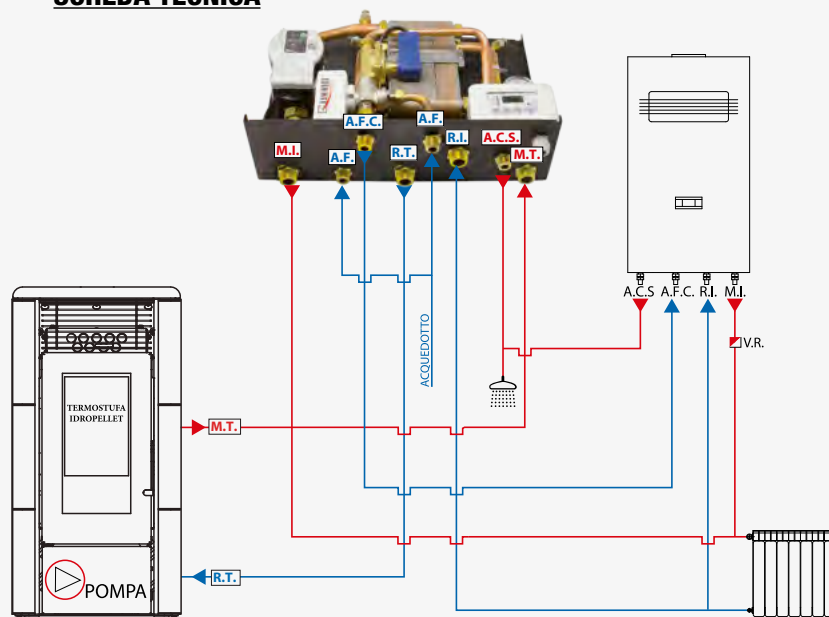 SCHEDA TECNICA
A.F.C.
A.F.
M.I.
A.F.
R.T.
R.I.
A.C.S.
M.T.
A.C.S
A.F.C.
R.I.
M.I.
V.R.
ACQUEDOTTO
TERMOSTUFA
IDROPELLET
M.T.
R.T.
POMPA